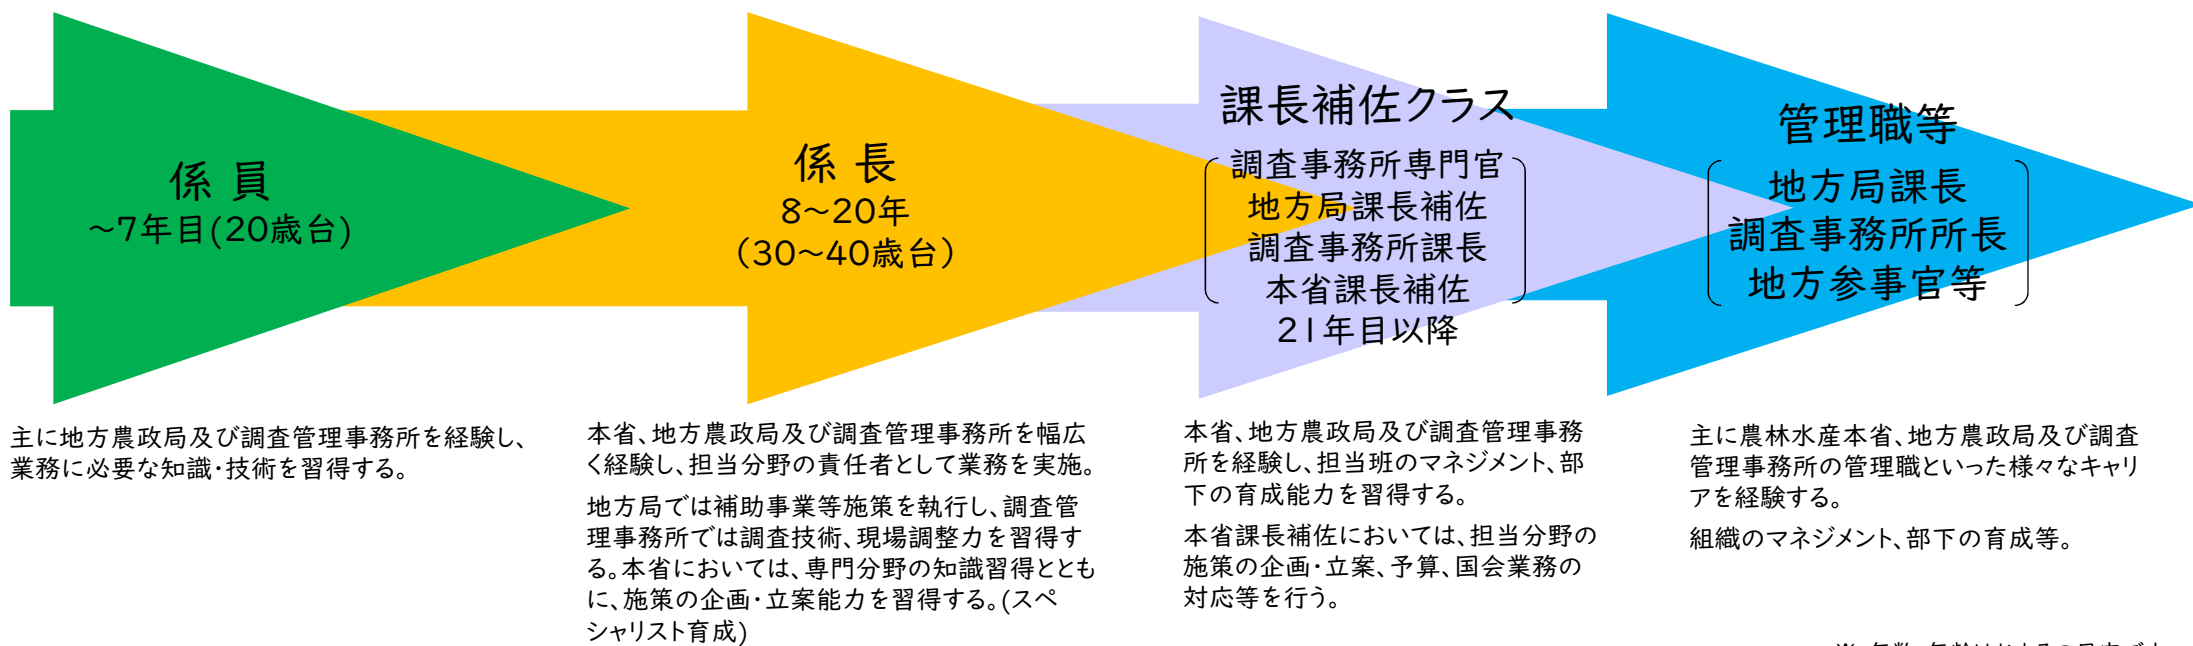 係 員
～7年目(20歳台)
係 長
8～20年
（30～40歳台）
課長補佐クラス
調査事務所専門官
地方局課長補佐
調査事務所課長
本省課長補佐
21年目以降
管理職等
地方局課長
調査事務所所長
地方参事官等
主に地方農政局及び調査管理事務所を経験し、
業務に必要な知識・技術を習得する。
本省、地方農政局及び調査管理事務所を幅広
く経験し、担当分野の責任者として業務を実施。
地方局では補助事業等施策を執行し、調査管
理事務所では調査技術、現場調整力を習得す
る。本省においては、専門分野の知識習得ととも
に、施策の企画・立案能力を習得する。(スペ
シャリスト育成)
本省、地方農政局及び調査管理事務
所を経験し、担当班のマネジメント、部
下の育成能力を習得する。
本省課長補佐においては、担当分野の
施策の企画・立案、予算、国会業務の
対応等を行う。
主に農林水産本省、地方農政局及び調査
管理事務所の管理職といった様々なキャリ
アを経験する。
組織のマネジメント、部下の育成等。